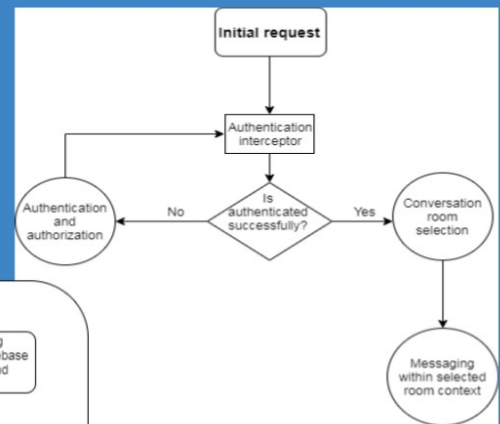 Initial request
Authentication
interceptor
Is
authenticated
successfully?
No
Yes
Authentication
and
authorization
Conversation
room
selection
Messaging
within selected
room context